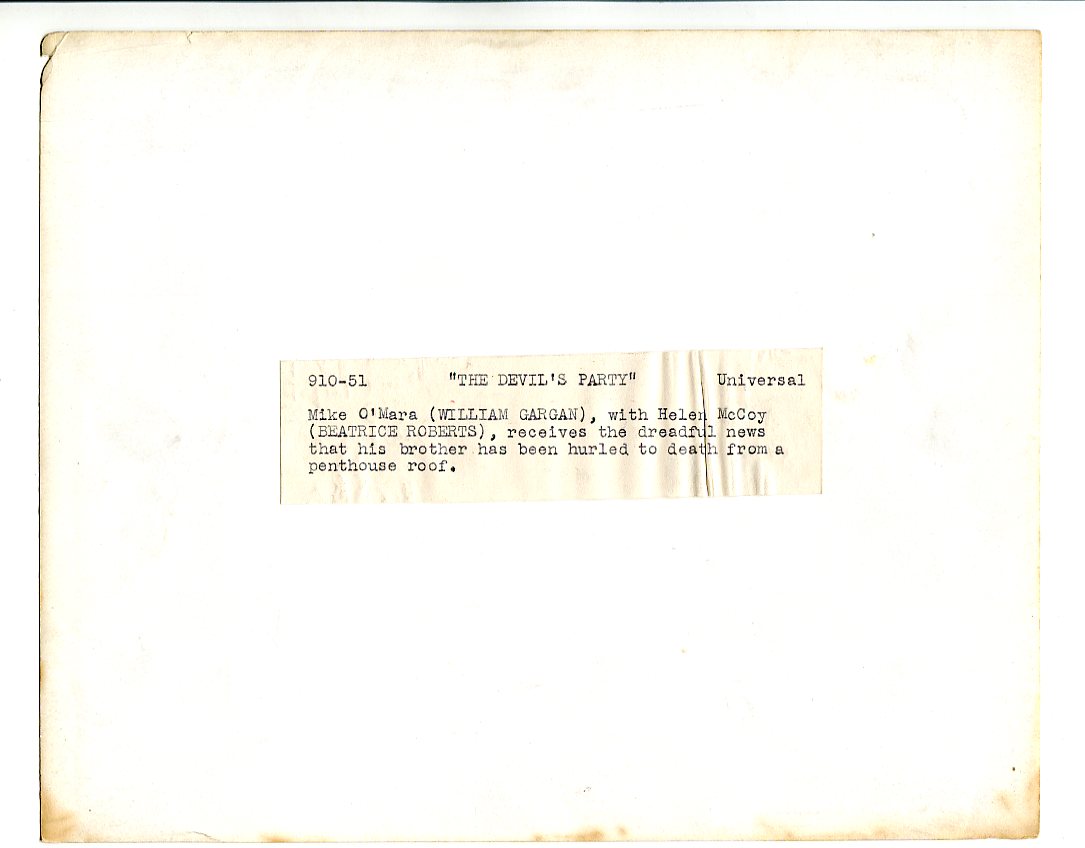 910-51 "THE DEVIL'S PARTY" Universal
Mike O'Mara (WILLIAM GARGAN), with Helen McCoy
(BEATRICE ROBERTS), receives the dreadful news
that his brother has been hurled to death from a
penthouse roof.